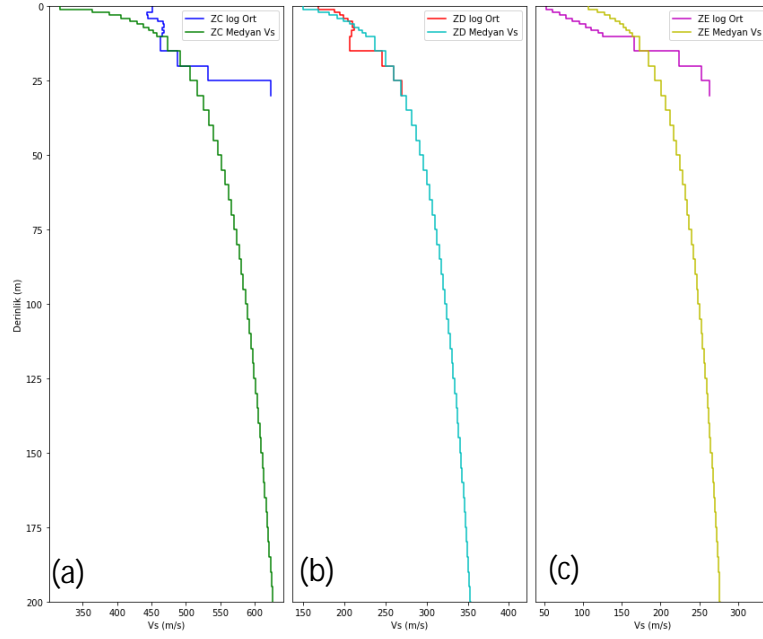 ZC log Ort
ZC Medyan Vs
ZD log Ort
ZD Medyan Vs
ZE log Ort
ZE Medyan Vs
0
25
50
75
100
125
150
175
200
Derinlik (m)
(a)
(b)
(c)
350 400 450 500 550 600
150 200 250 300 350 400
50 100 150 200 250 300
Vs (m/s)
Vs (m/s)
Vs (m/s)